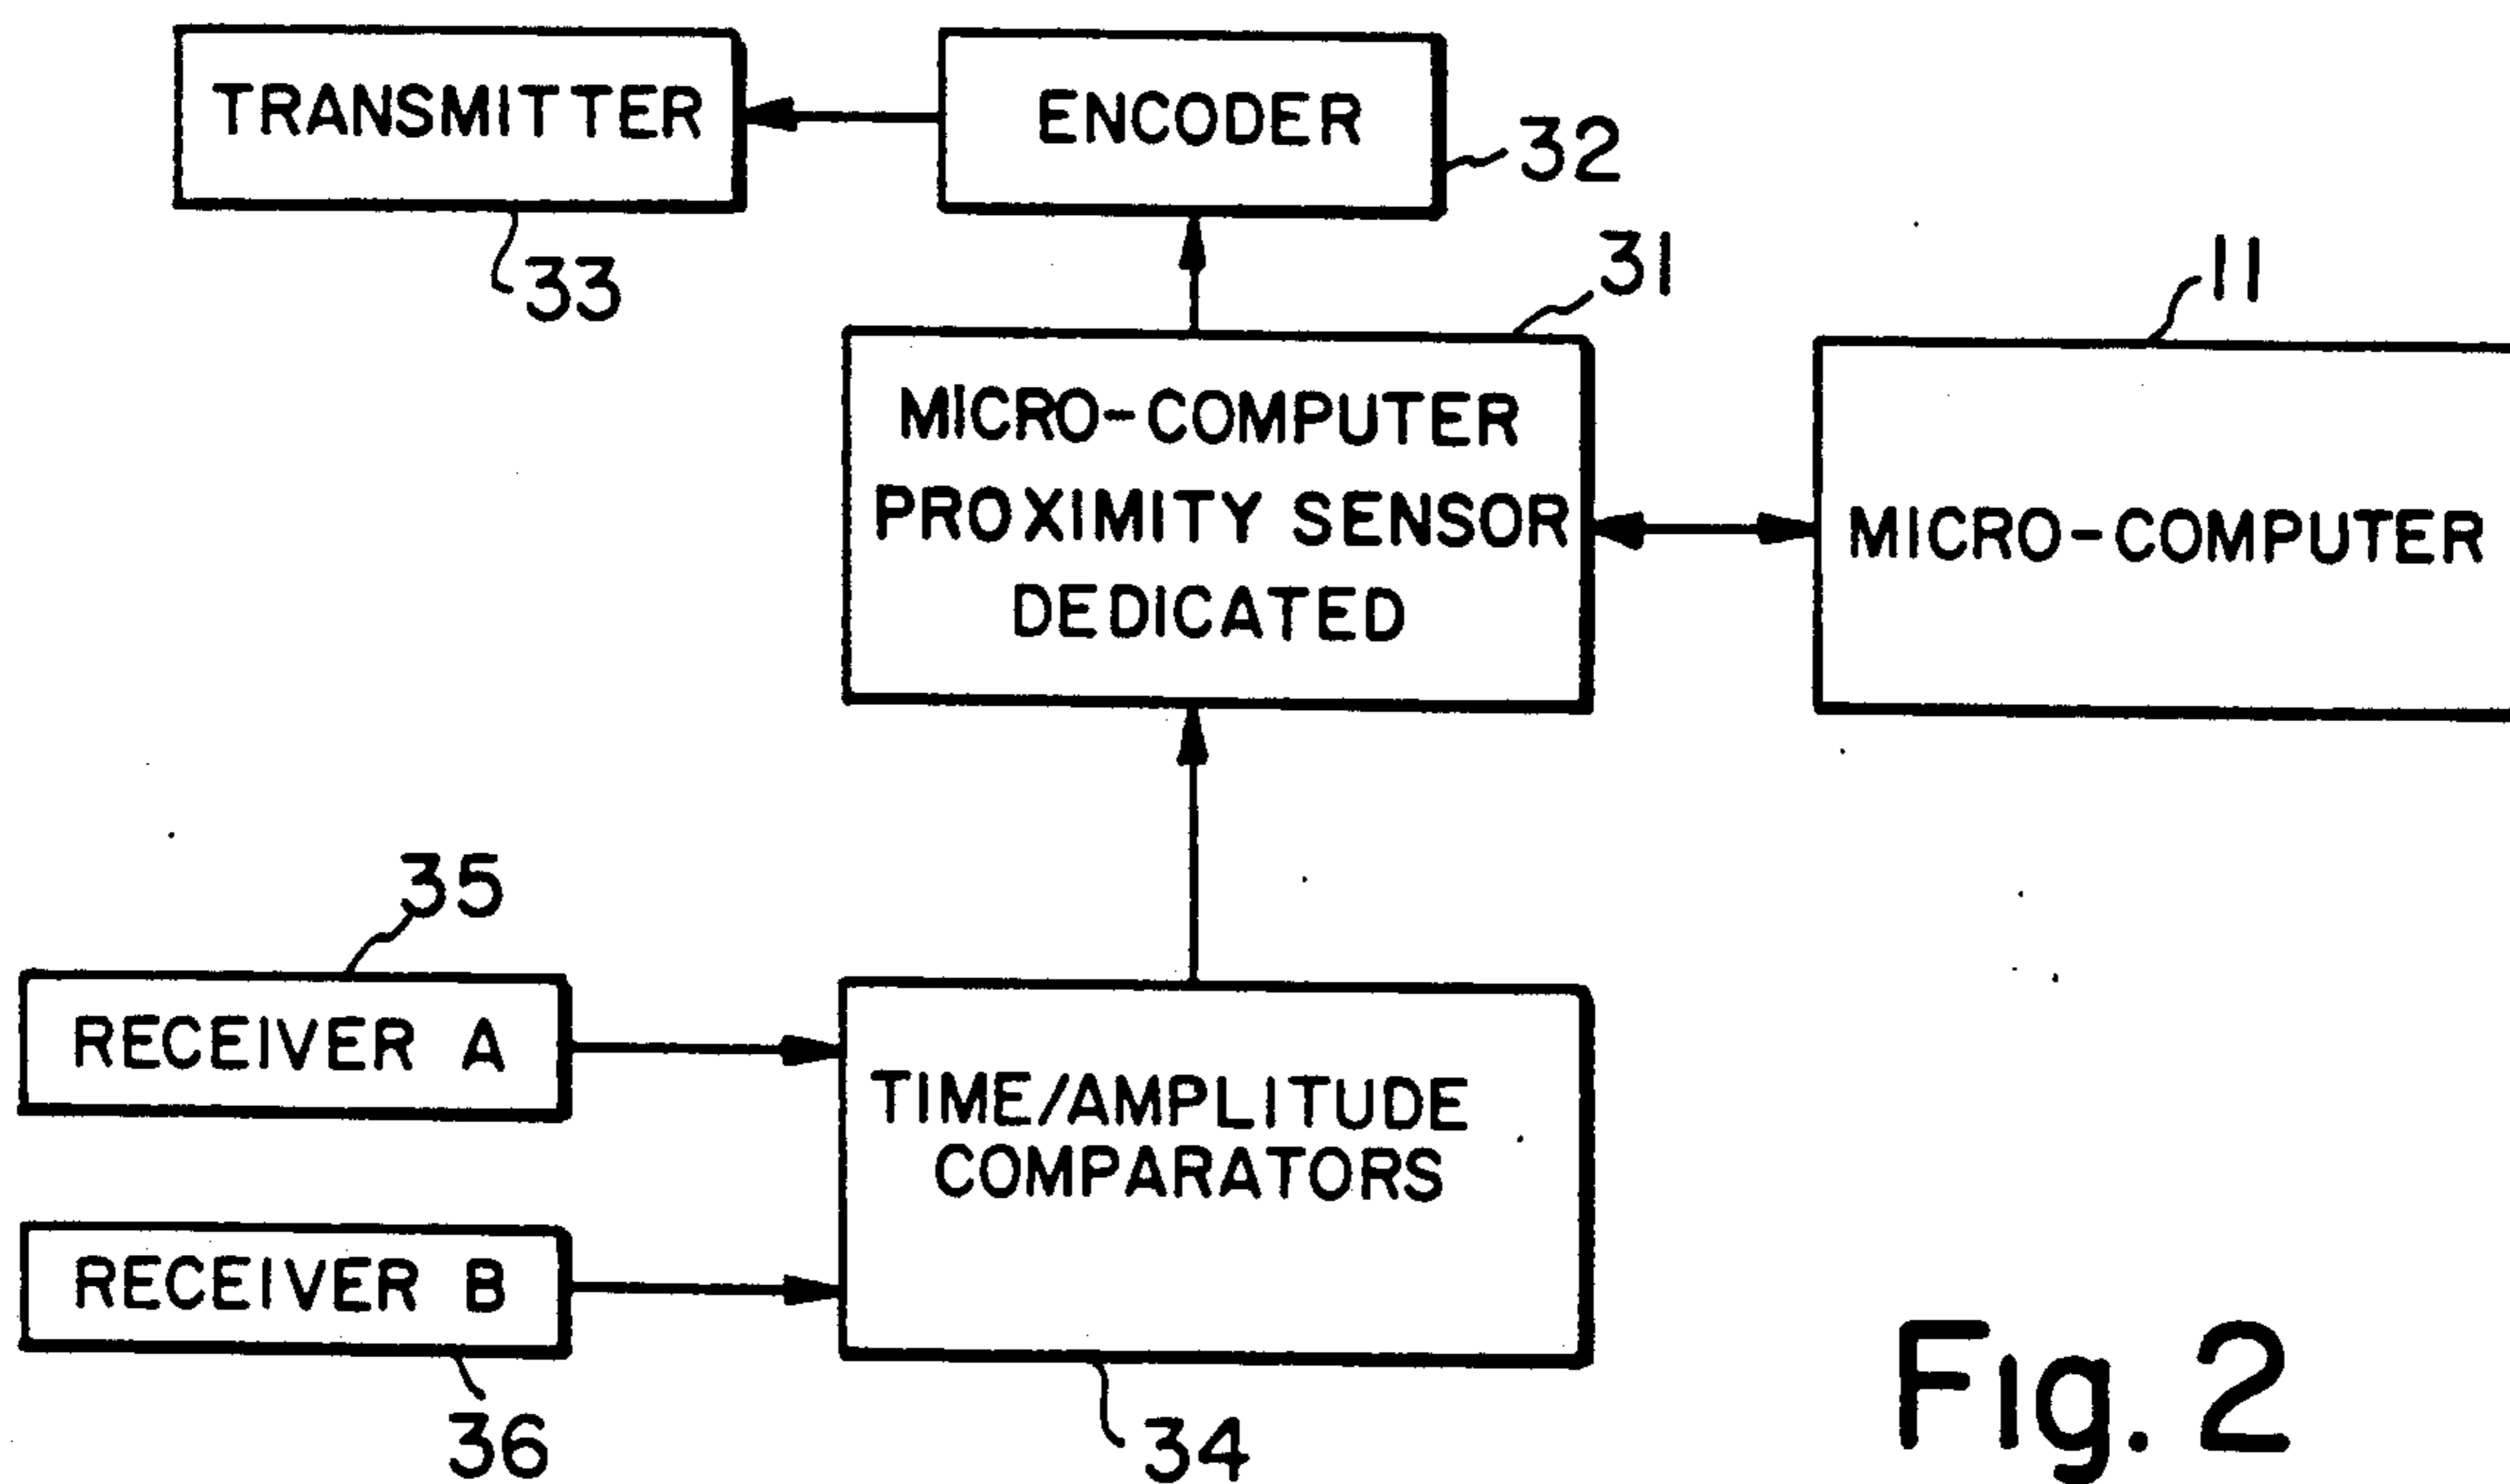 TRANSMITTER
ENCODER
32
33
31
11
MICRO-COMPUTER
PROXIMITY SENSOR
DEDICATED
MICRO-COMPUTER
35
RECEIVER A
TIME/AMPLITUDE
COMPARATORS
RECEIVER B
36
34
Fig. 2